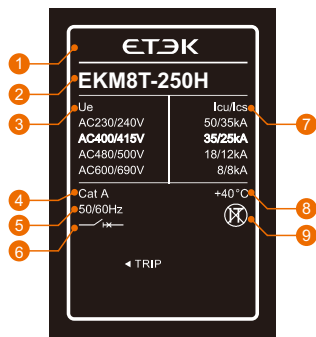 ETЭK
EKM8T-250H
Ue Icu/Ics
AC230/240V 50/35kA
AC400/415V 35/25kA
AC480/500V 18/12kA
AC600/690V 8/8kA
Cat A +40°C
50/60Hz
◄ TRIP
1
2
3
4
5
6
7
8
9